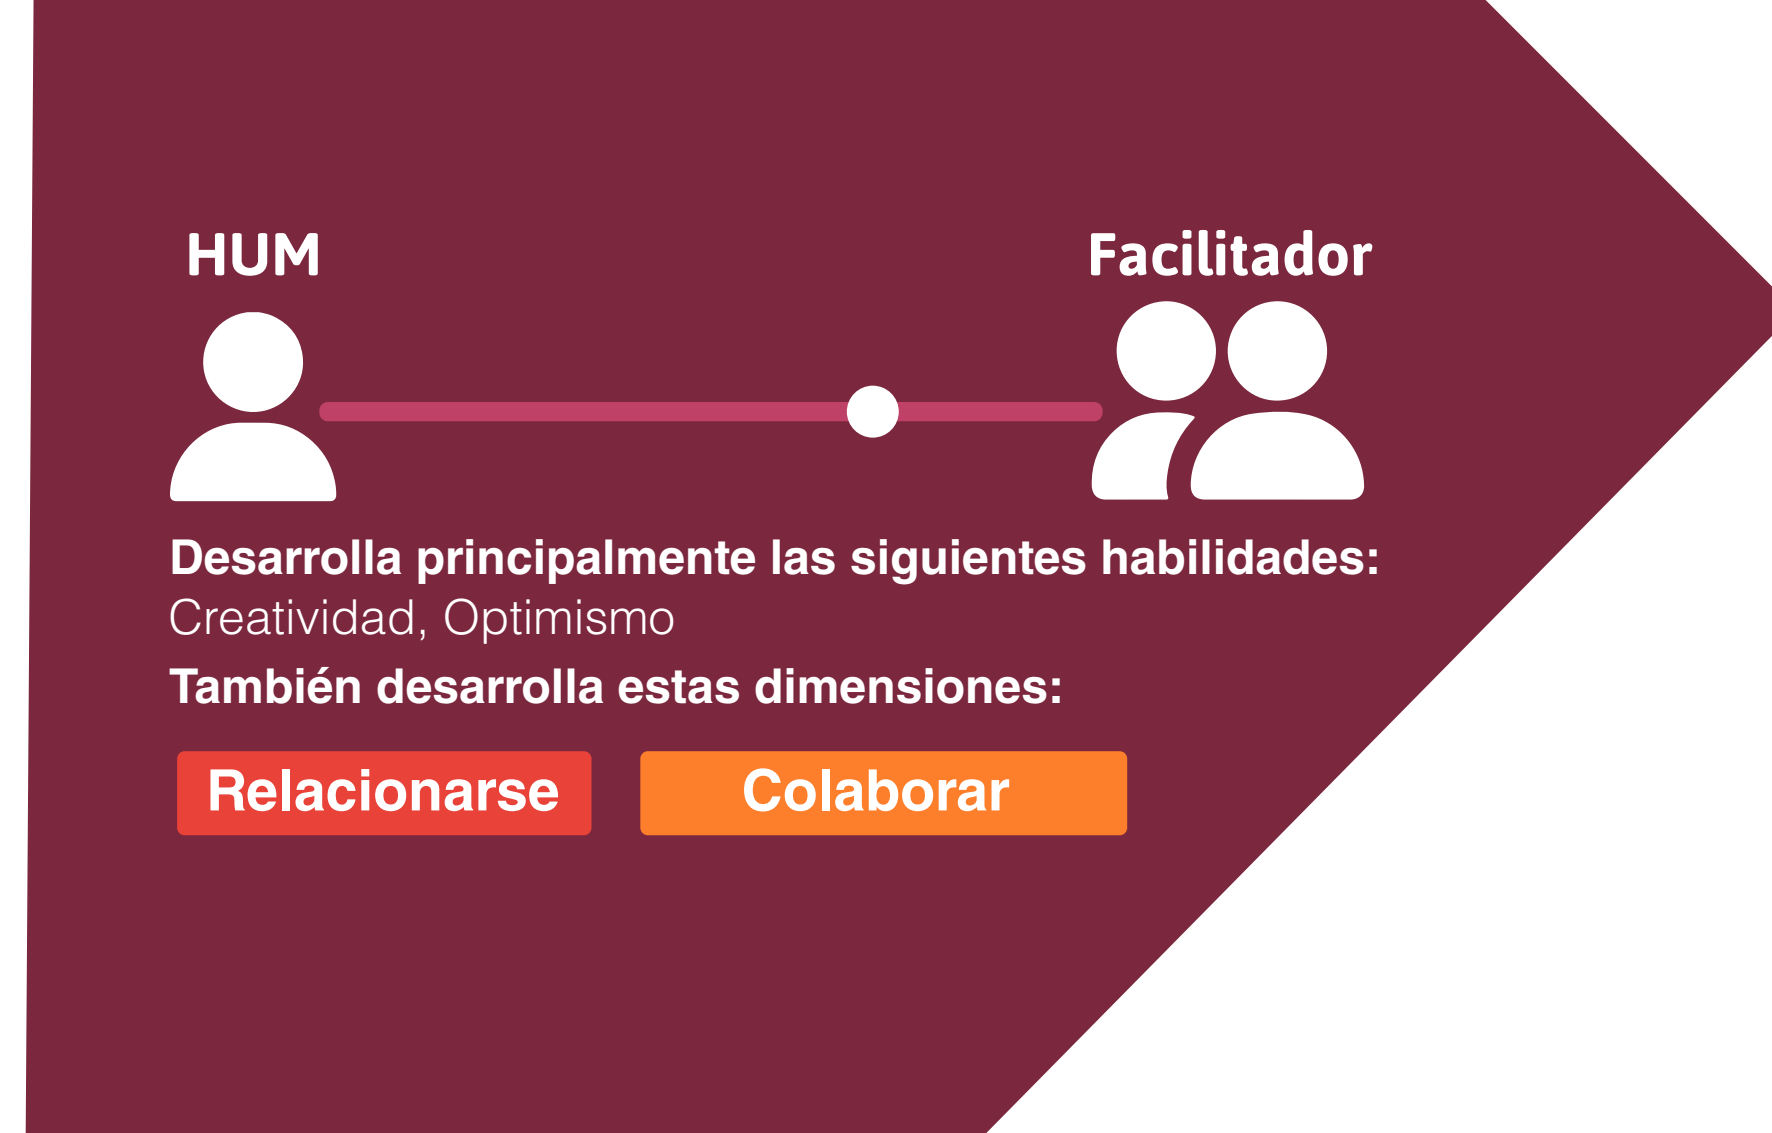 HUM
Facilitador
Desarrolla principalmente las siguientes habilidades:
Creatividad, Optimismo
También desarrolla estas dimensiones:
Relacionarse
Colaborar